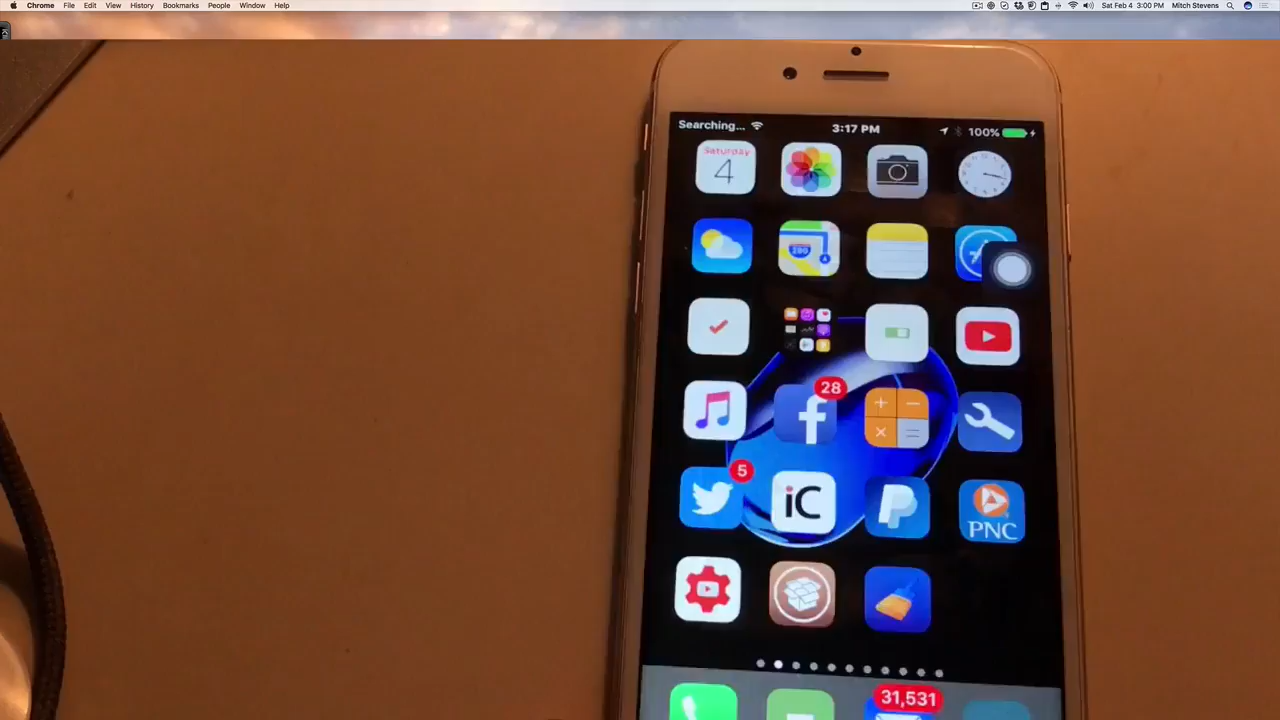 Chrome File Edit View History Bookmarks People Window Help
Sat Feb 4 3:00 PM Mitch Stevens
Searching... 3:17 PM 100%
Saturday
4
280
28
5
iC
PNC
31,531